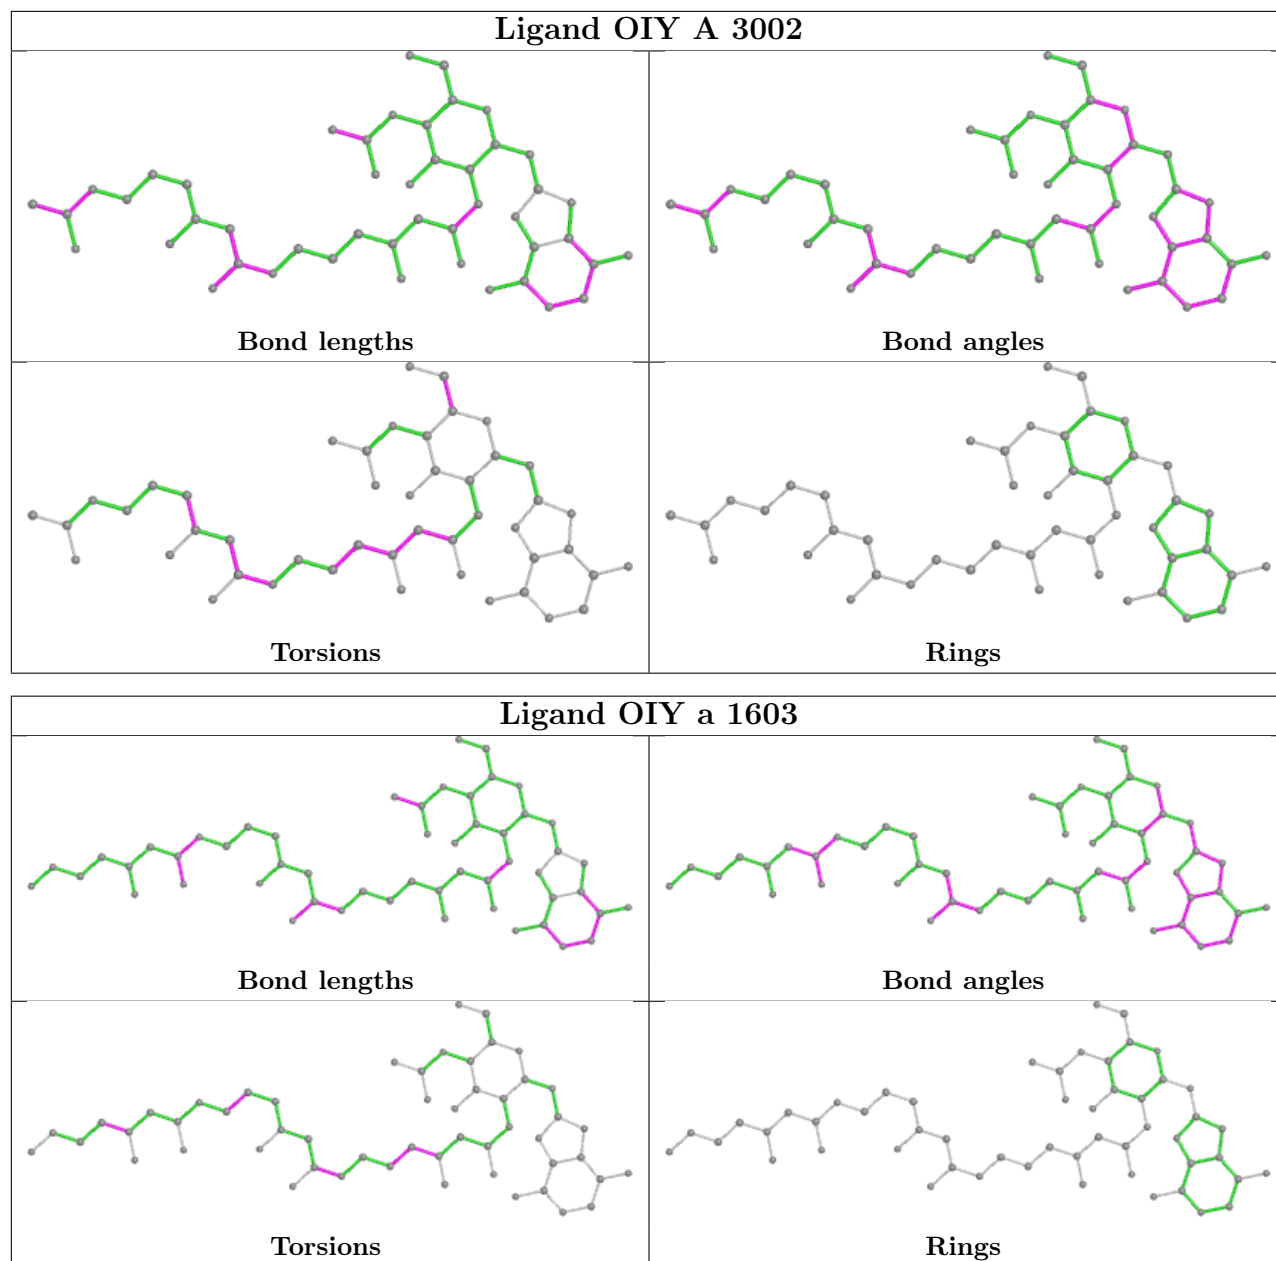 Ligand OIY A 3002
Bond lengths
Bond angles
Torsions
Rings
Ligand OIY a 1603
Bond lengths
Bond angles
Torsions
Rings